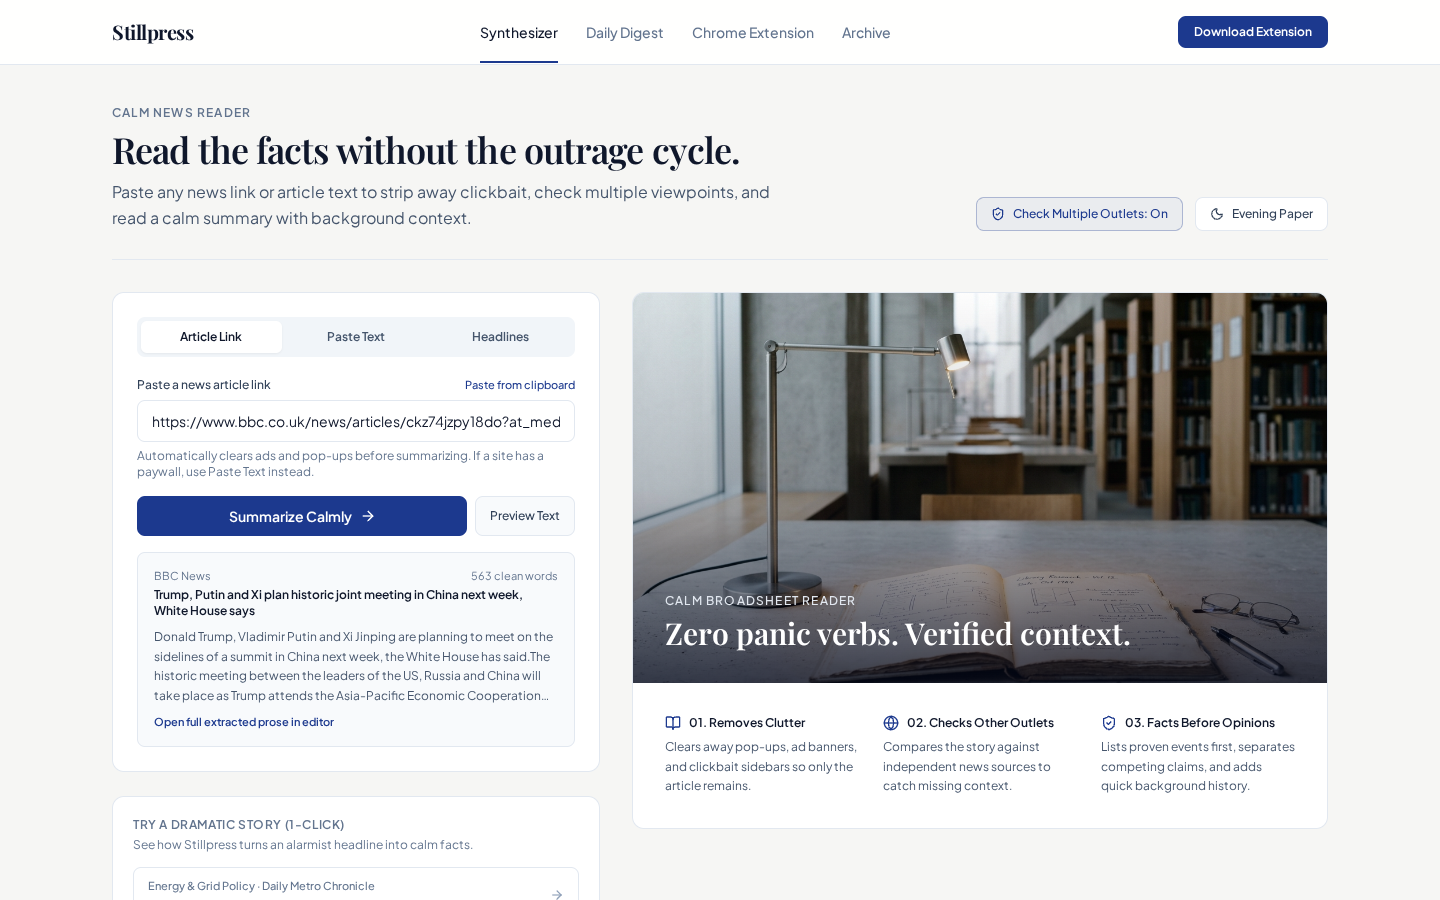 Stillpress
Synthesizer
Daily Digest
Chrome Extension
Archive
Download Extension
CALM NEWS READER
Read the facts without the outrage cycle.
Paste any news link or article text to strip away clickbait, check multiple viewpoints, and
read a calm summary with background context.
Check Multiple Outlets: On
Evening Paper
Article Link
Paste Text
Headlines
Paste a news article link
Paste from clipboard
https://www.bbc.co.uk/news/articles/ckz74jzpy18do?at_med
Automatically clears ads and pop-ups before summarizing. If a site has a
paywall, use Paste Text instead.
Summarize Calmly
Preview Text
BBC News
563 clean words
Trump, Putin and Xi plan historic joint meeting in China next week,
White House says
Donald Trump, Vladimir Putin and Xi Jinping are planning to meet on the
sidelines of a summit in China next week, the White House has said.The
historic meeting between the leaders of the US, Russia and China will
take place as Trump attends the Asia-Pacific Economic Cooperation...
Open full extracted prose in editor
TRY A DRAMATIC STORY (1-CLICK)
See how Stillpress turns an alarmist headline into calm facts.
Energy & Grid Policy · Daily Metro Chronicle
CALM BROADSHEET READER
Zero panic verbs. Verified context.
01. Removes Clutter
Clears away pop-ups, ad banners,
and clickbait sidebars so only the
article remains.
02. Checks Other Outlets
Compares the story against
independent news sources to
catch missing context.
03. Facts Before Opinions
Lists proven events first, separates
competing claims, and adds
quick background history.